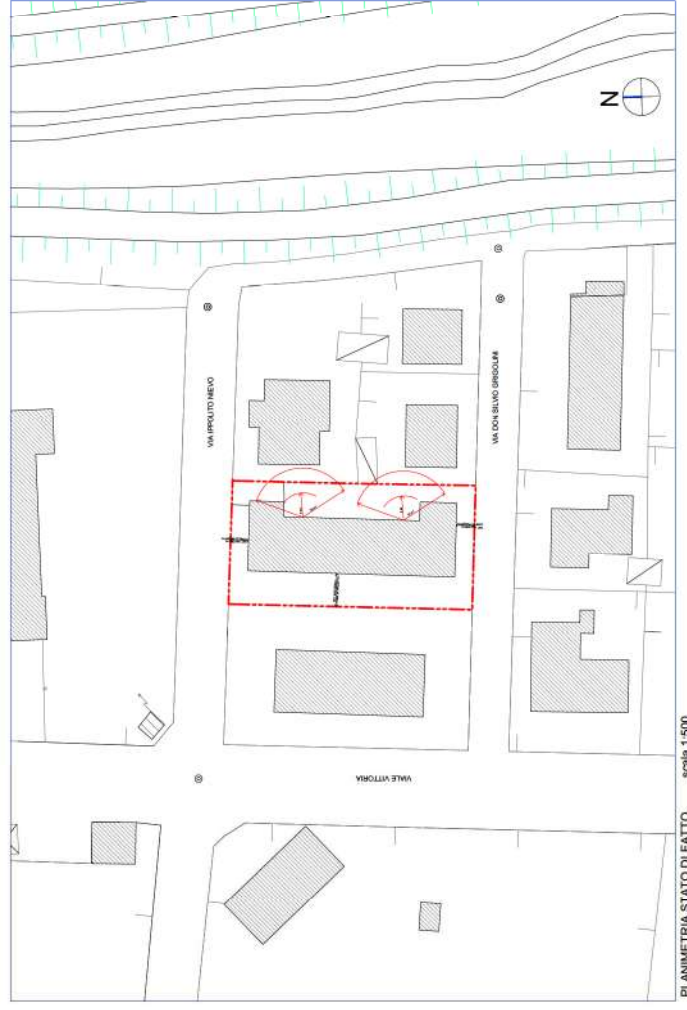 N
VIA IPPOLITO NIEVO
VIA DON SILVIO GRIGOLINI
VIALE VITTORIA
PLANIMETRIA STATO DI FATTO scala 1:500